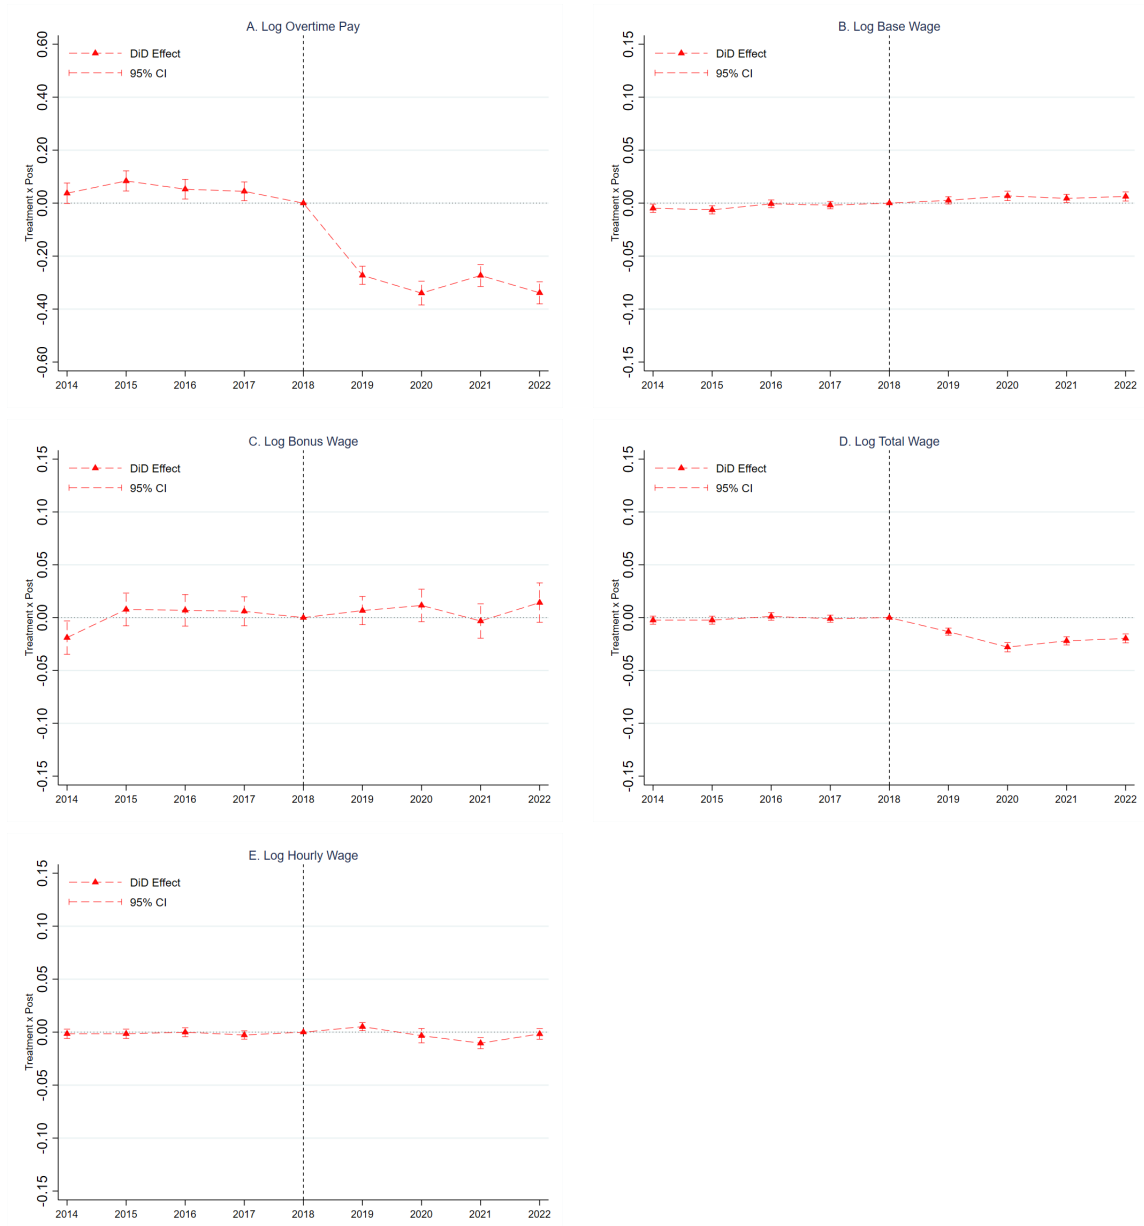 A. Log Overtime Pay
DiD Effect
95% CI
Treatment x Post
0.60
0.40
0.20
0.00
-0.20
-0.40
-0.60
2014 2015 2016 2017 2018 2019 2020 2021 2022
B. Log Base Wage
DiD Effect
95% CI
Treatment x Post
0.15
0.10
0.05
0.00
-0.05
-0.10
-0.15
2014 2015 2016 2017 2018 2019 2020 2021 2022
C. Log Bonus Wage
DiD Effect
95% CI
Treatment x Post
0.15
0.10
0.05
0.00
-0.05
-0.10
-0.15
2014 2015 2016 2017 2018 2019 2020 2021 2022
D. Log Total Wage
DiD Effect
95% CI
Treatment x Post
0.15
0.10
0.05
0.00
-0.05
-0.10
-0.15
2014 2015 2016 2017 2018 2019 2020 2021 2022
E. Log Hourly Wage
DiD Effect
95% CI
Treatment x Post
0.15
0.10
0.05
0.00
-0.05
-0.10
-0.15
2014 2015 2016 2017 2018 2019 2020 2021 2022